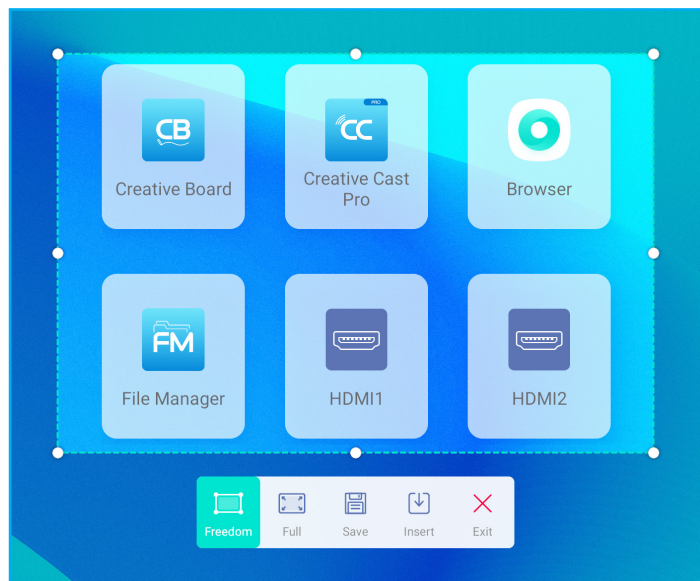 CB
Creative Board
PRO
CC
Creative Cast
Pro
Browser
FM
File Manager
HDMI1
HDMI2
Freedom
Full
Save
Insert
Exit